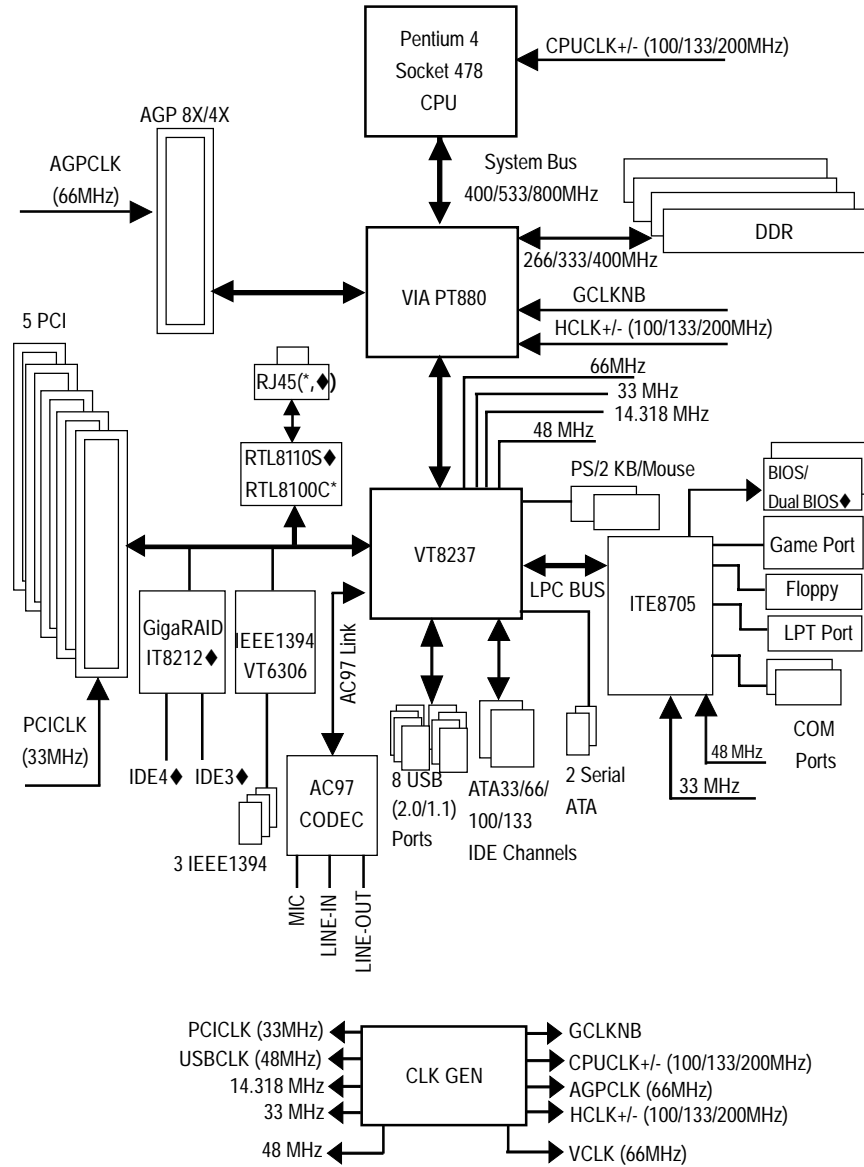 Pentium 4
Socket 478
CPU
CPUCLK+/- (100/133/200MHz)
AGP 8X/4X
AGPCLK
(66MHz)
System Bus
400/533/800MHz
DDR
266/333/400MHz
VIA PT880
GCLKNB
HCLK+/- (100/133/200MHz)
5 PCI
RJ45(*,♦)
66MHz
33 MHz
14.318 MHz
48 MHz
RTL8110S♦
RTL8100C*
PS/2 KB/Mouse
BIOS/
Dual BIOS♦
VT8237
Game Port
LPC BUS
ITE8705
Floppy
LPT Port
GigaRAID
IT8212♦
IEEE1394
VT6306
AC97 Link
PCICLK
(33MHz)
COM
Ports
48 MHz
33 MHz
IDE4♦
IDE3♦
AC97
CODEC
8 USB
(2.0/1.1)
Ports
ATA33/66/
100/133
IDE Channels
2 Serial
ATA
3 IEEE1394
MIC
LINE-IN
LINE-OUT
PCICLK (33MHz)
USBCLK (48MHz)
14.318 MHz
33 MHz
48 MHz
CLK GEN
GCLKNB
CPUCLK+/- (100/133/200MHz)
AGPCLK (66MHz)
HCLK+/- (100/133/200MHz)
VCLK (66MHz)